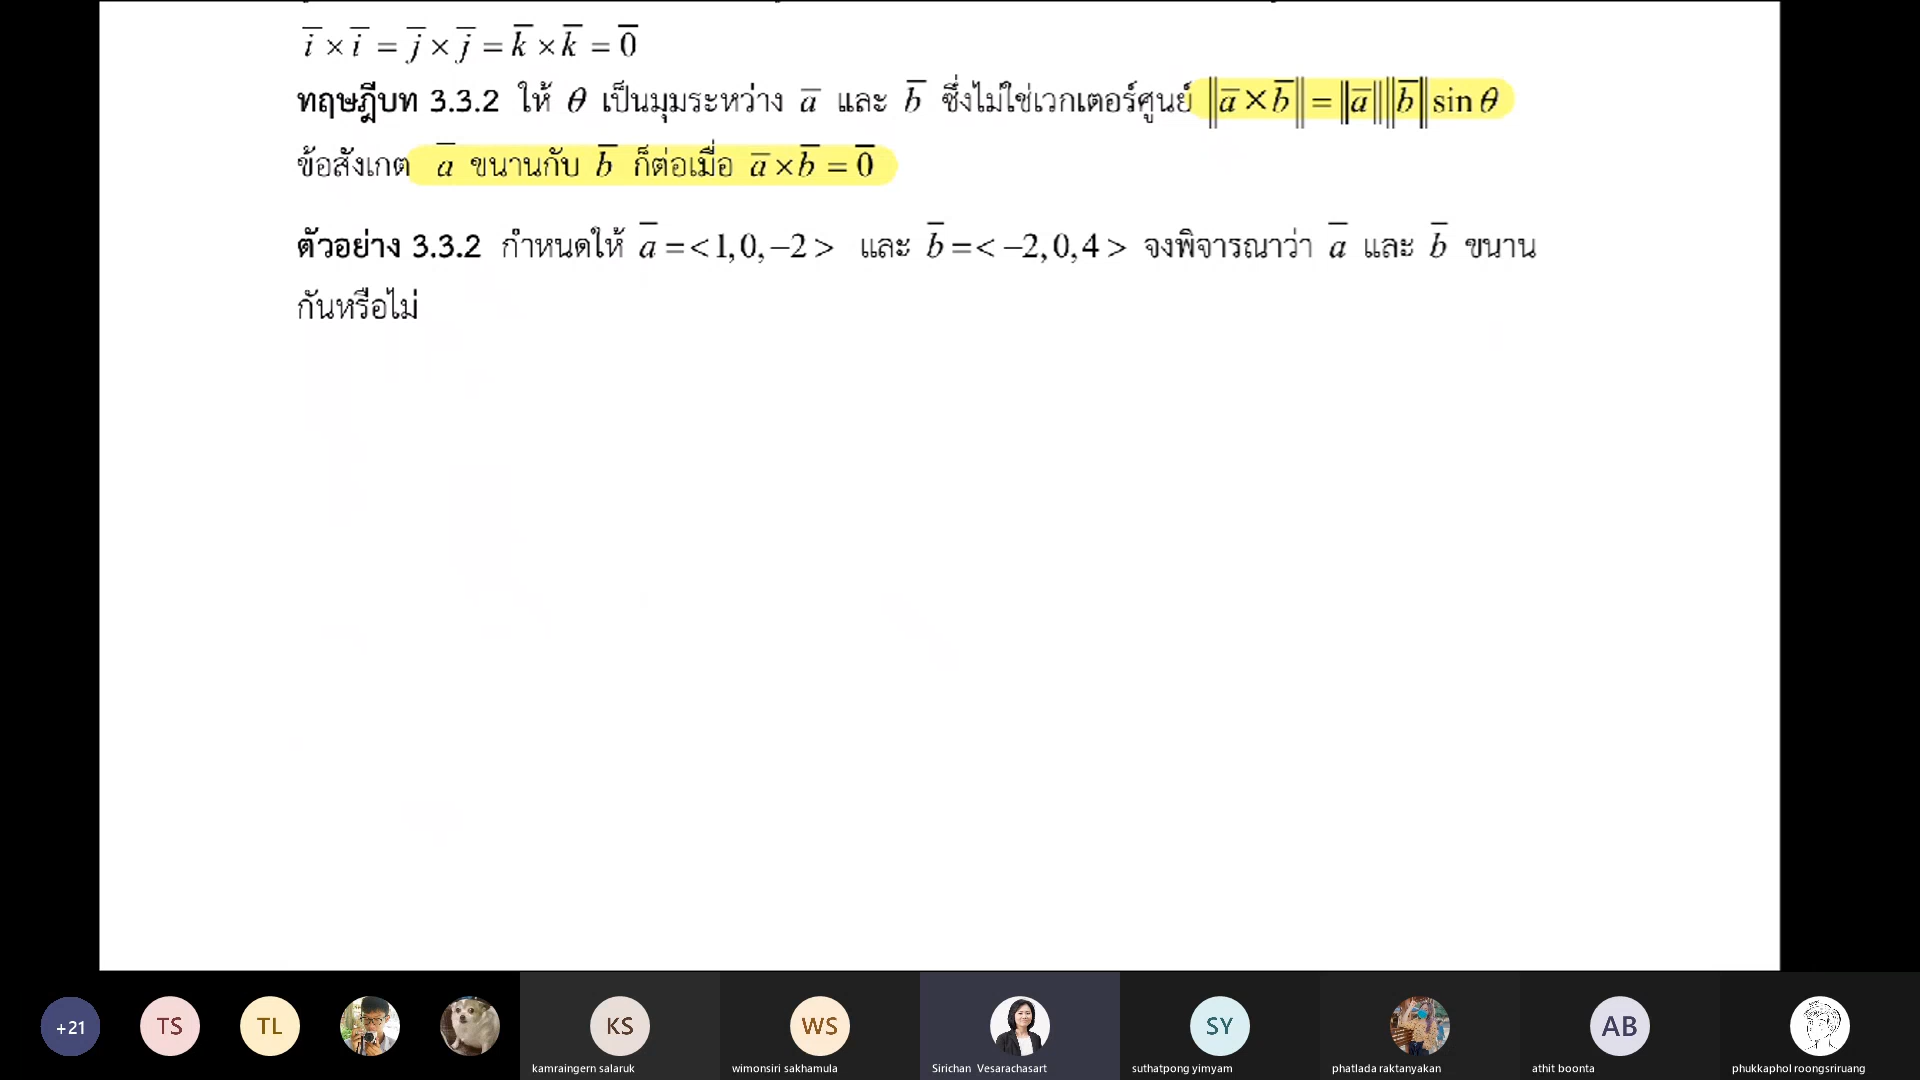 i̅ × i̅ = j̅ × j̅ = k̅ × k̅ = 0̅
ทฤษฎีบท 3.3.2 ให้ θ เป็นมุมระหว่าง a̅ และ b̅ ซึ่งไม่ใช่เวกเตอร์ศูนย์ ‖a̅ × b̅‖ = ‖a̅‖‖b̅‖ sin θ
ข้อสังเกต a̅ ขนานกับ b̅ ก็ต่อเมื่อ a̅ × b̅ = 0̅
ตัวอย่าง 3.3.2 กำหนดให้ a̅ = < 1, 0, −2 > และ b̅ = < −2, 0, 4 > จงพิจารณาว่า a̅ และ b̅ ขนาน
กันหรือไม่
+21 TS TL KS WS SY AB
kamraingern salaruk wimonsiri sakhamula Sirichan Vesarachasart suthatpong yimyam phatlada raktanyakan athit boonta phukkaphol roongsriruang